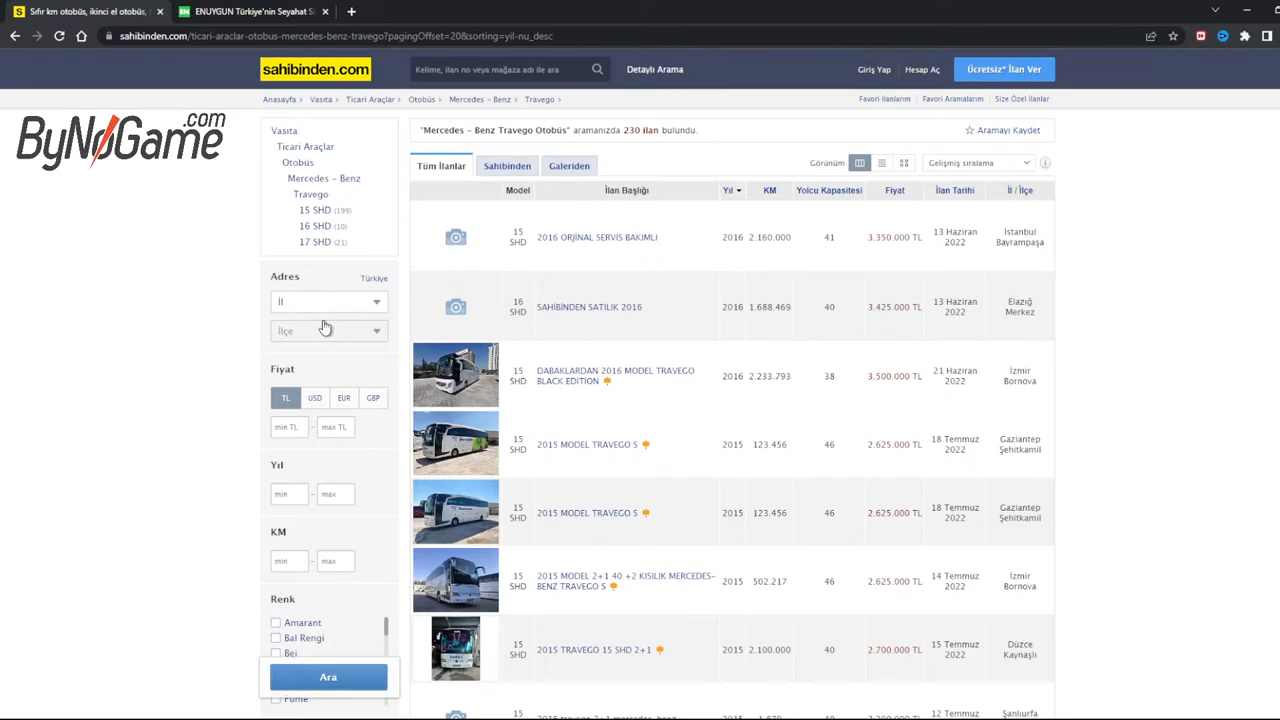 Sıfır km otobüs, ikinci el otobüs,
ENUYGUN Türkiye'nin Seyahat S
sahibinden.com/ticari-araclar-otobus-mercedes-benz-travego?pagingOffset=20&sorting=yil-nu_desc
sahibinden.com
Kelime, ilan no veya mağaza adı ile ara
Detaylı Arama
Giriş Yap
Hesap Aç
Ücretsiz* İlan Ver
Anasayfa
Vasıta
Ticari Araçlar
Otobüs
Mercedes - Benz
Travego
Favori İlanlarım
Favori Aramalarım
Size Özel İlanlar
ByNoGame.com
Vasıta
Ticari Araçlar
Otobüs
Mercedes - Benz
Travego
15 SHD (199)
16 SHD (10)
17 SHD (21)
Adres
Türkiye
İl
İlçe
Fiyat
TL USD EUR GBP
min TL - max TL
Yıl
min - max
KM
min - max
Renk
Amarant
Bal Rengi
Bej
Ara
Füme
"Mercedes - Benz Travego Otobüs" aramanızda 230 ilan bulundu.
Aramayı Kaydet
Tüm İlanlar
Sahibinden
Galeriden
Görünüm
Gelişmiş sıralama
Model İlan Başlığı Yıl KM Yolcu Kapasitesi Fiyat İlan Tarihi İl / İlçe
15 SHD 2016 ORJİNAL SERVİS BAKIMLI 2016 2.160.000 41 3.350.000 TL 13 Haziran 2022 İstanbul Bayrampaşa
16 SHD SAHİBİNDEN SATILIK 2016 2016 1.688.469 40 3.425.000 TL 13 Haziran 2022 Elazığ Merkez
15 SHD DABAKLARDAN 2016 MODEL TRAVEGO BLACK EDITION 2016 2.233.793 38 3.500.000 TL 21 Haziran 2022 İzmir Bornova
15 SHD 2015 MODEL TRAVEGO S 2015 123.456 46 2.625.000 TL 18 Temmuz 2022 Gaziantep Şehitkamil
15 SHD 2015 MODEL TRAVEGO S 2015 123.456 46 2.625.000 TL 18 Temmuz 2022 Gaziantep Şehitkamil
15 SHD 2015 MODEL 2+1 40 +2 KISILIK MERCEDES-BENZ TRAVEGO S 2015 502.217 46 2.625.000 TL 14 Temmuz 2022 İzmir Bornova
15 SHD 2015 TRAVEGO 15 SHD 2+1 2015 2.100.000 40 2.700.000 TL 15 Temmuz 2022 Düzce Kaynaşlı
15 12 Temmuz Şanlıurfa